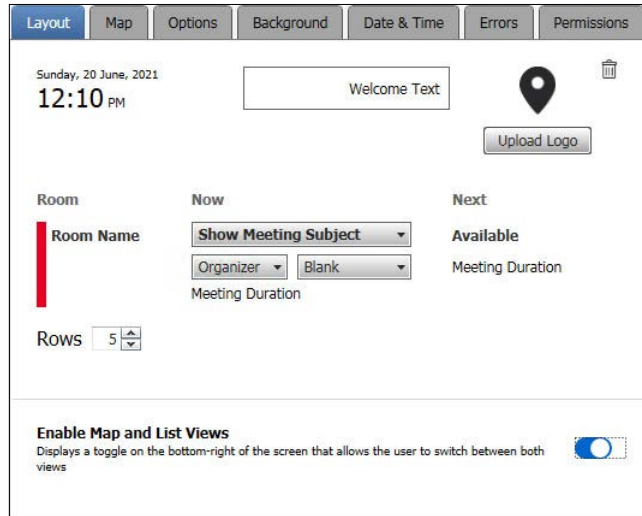 Layout Map Options Background Date & Time Errors Permissions
Sunday, 20 June, 2021
12:10 PM
Welcome Text
Upload Logo
Room Now Next
Room Name Show Meeting Subject Available
Organizer Blank Meeting Duration
Meeting Duration
Rows 5
Enable Map and List Views
Displays a toggle on the bottom-right of the screen that allows the user to switch between both
views